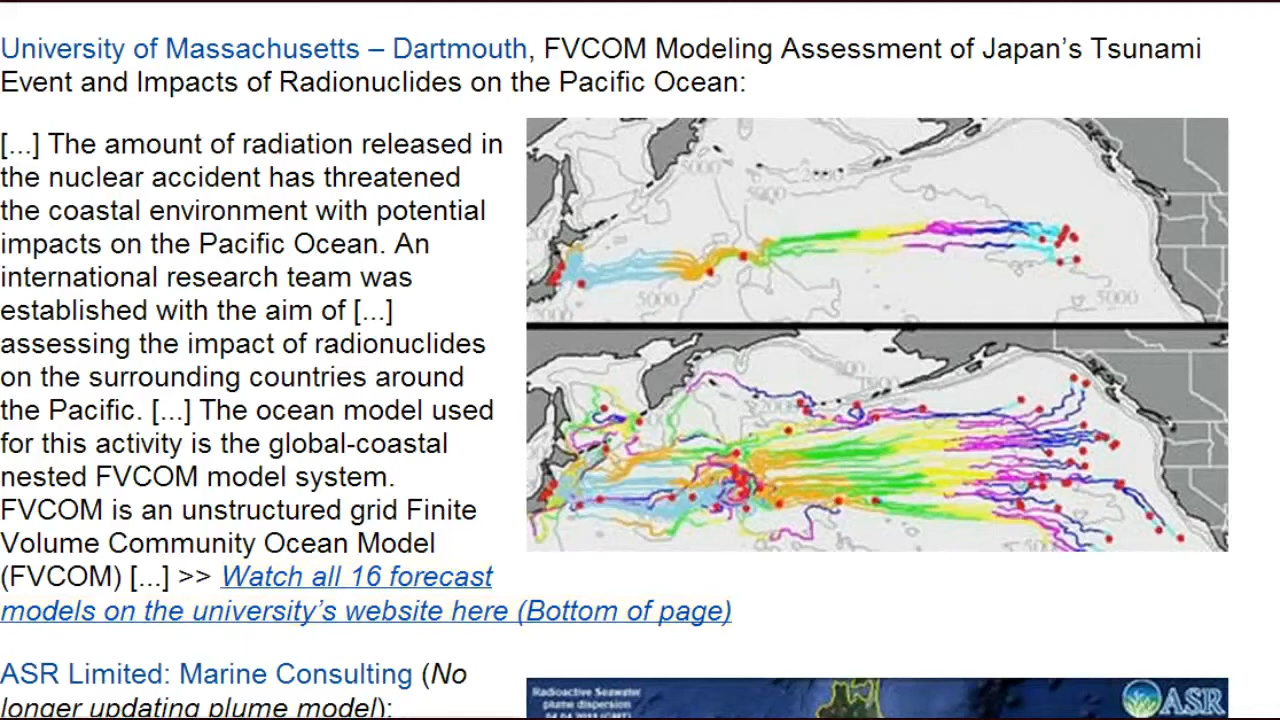 University of Massachusetts – Dartmouth, FVCOM Modeling Assessment of Japan’s Tsunami
Event and Impacts of Radionuclides on the Pacific Ocean:
[...] The amount of radiation released in
the nuclear accident has threatened
the coastal environment with potential
impacts on the Pacific Ocean. An
international research team was
established with the aim of [...]
assessing the impact of radionuclides
on the surrounding countries around
the Pacific. [...] The ocean model used
for this activity is the global-coastal
nested FVCOM model system.
FVCOM is an unstructured grid Finite
Volume Community Ocean Model
(FVCOM) [...] >> Watch all 16 forecast
models on the university’s website here (Bottom of page)
5000
5000
5000
5000
ASR Limited: Marine Consulting (No
longer updating plume model):
Radioactive Seawater
plume dispersion
ASR